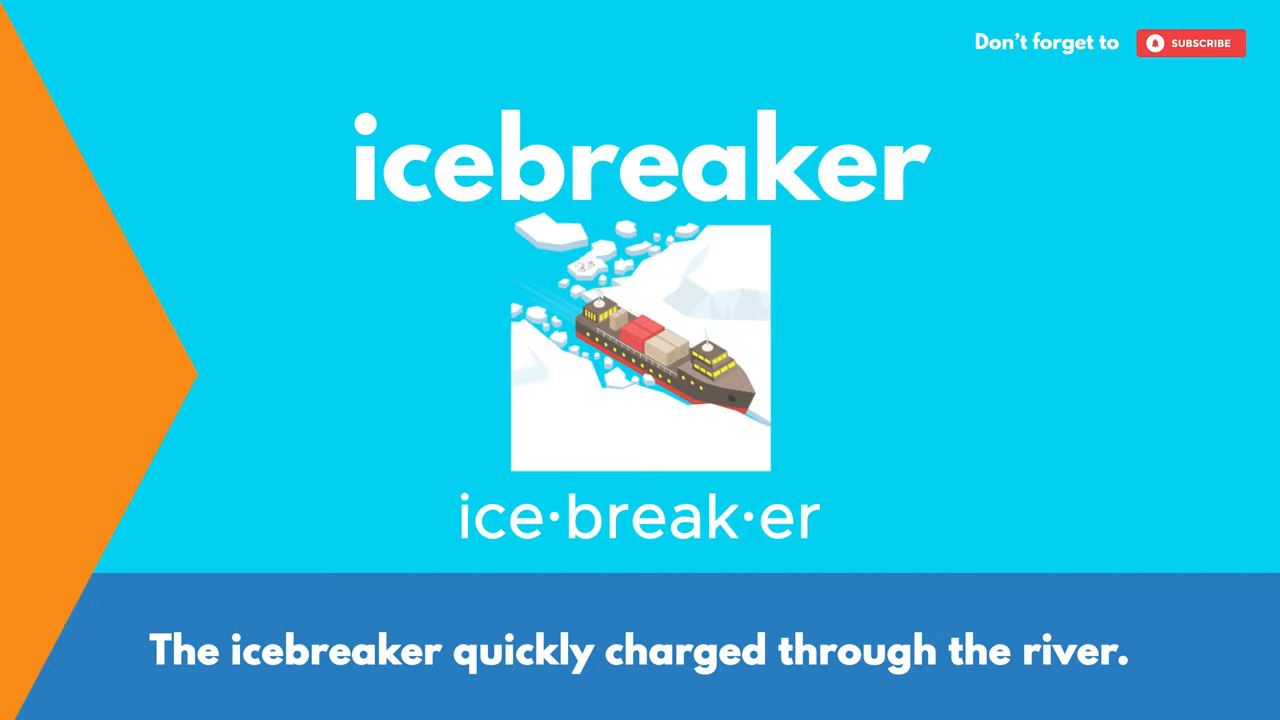 Don't forget to SUBSCRIBE
icebreaker
ice·break·er
The icebreaker quickly charged through the river.